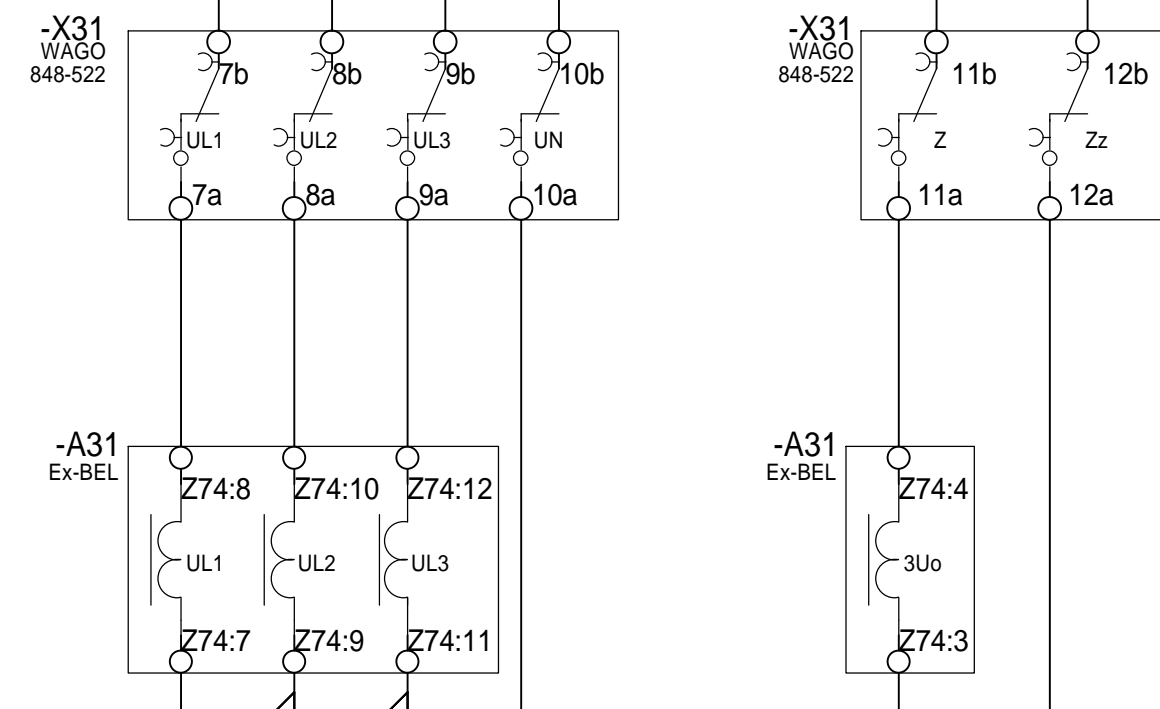 -X31
WAGO
848-522
7b
8b
9b
10b
UL1
UL2
UL3
UN
7a
8a
9a
10a
-X31
WAGO
848-522
11b
12b
Z
Zz
11a
12a
-A31
Ex-BEL
Z74:8
Z74:10
Z74:12
UL1
UL2
UL3
Z74:7
Z74:9
Z74:11
-A31
Ex-BEL
Z74:4
3Uo
Z74:3